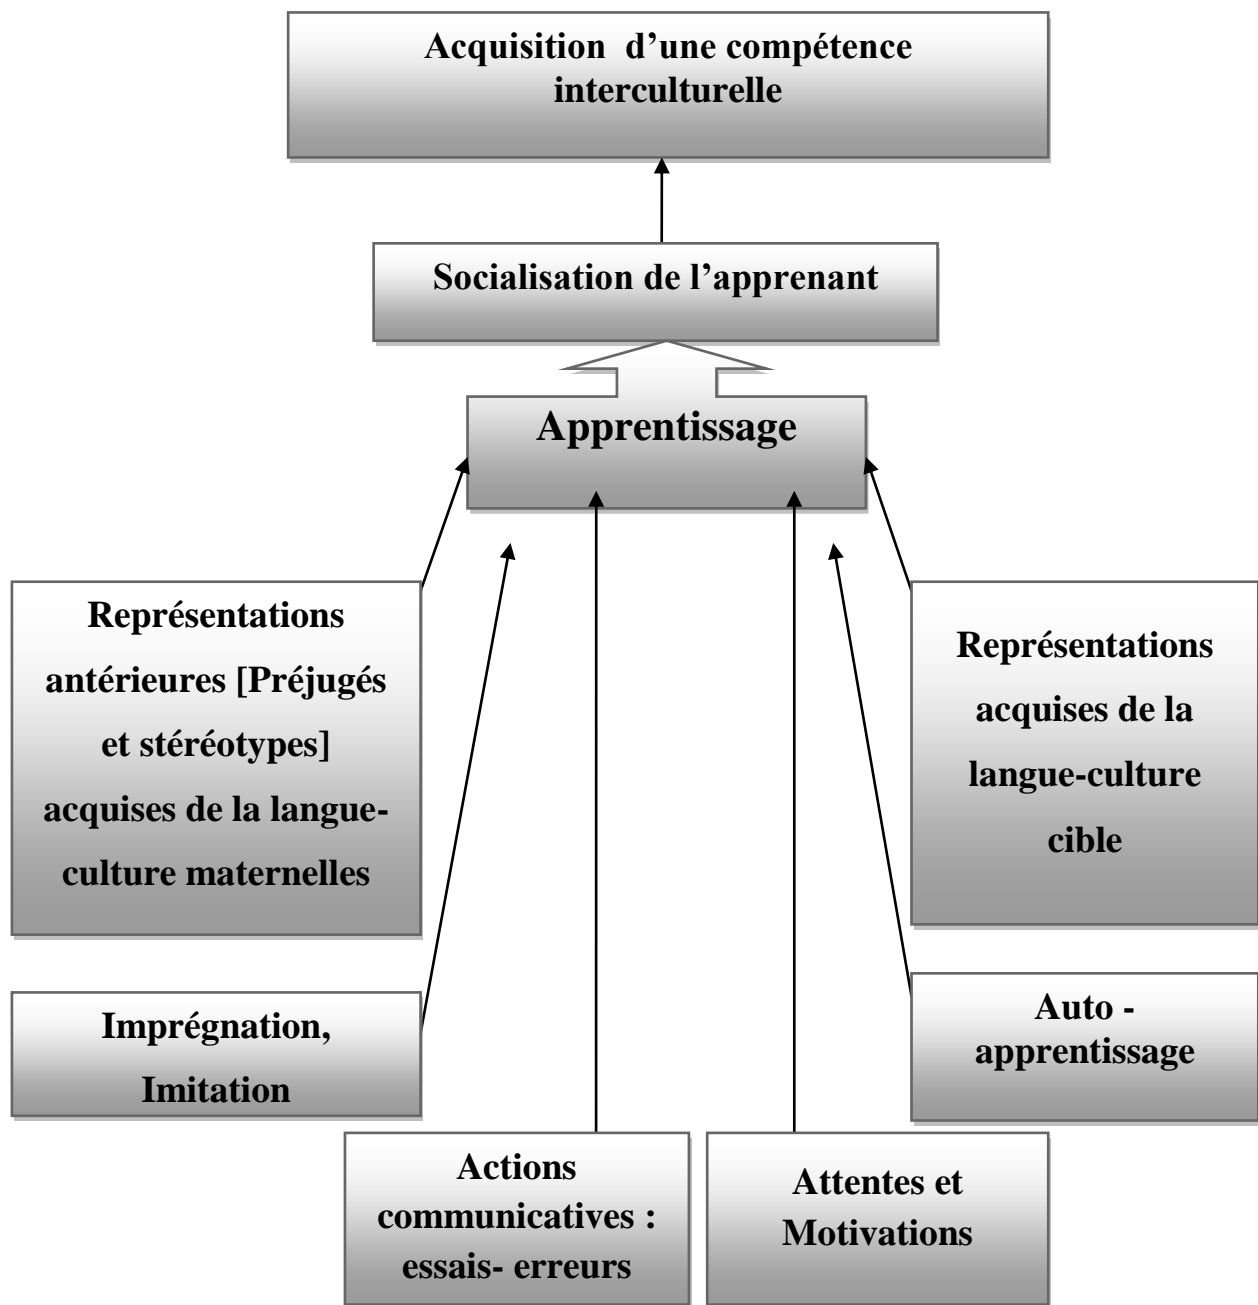 Acquisition d’une compétence
interculturelle
Socialisation de l’apprenant
Apprentissage
Représentations
antérieures [Préjugés
et stéréotypes]
acquises de la langue-
culture maternelles
Représentations
acquises de la
langue-culture
cible
Imprégnation,
Imitation
Auto -
apprentissage
Actions
communicatives :
essais- erreurs
Attentes et
Motivations